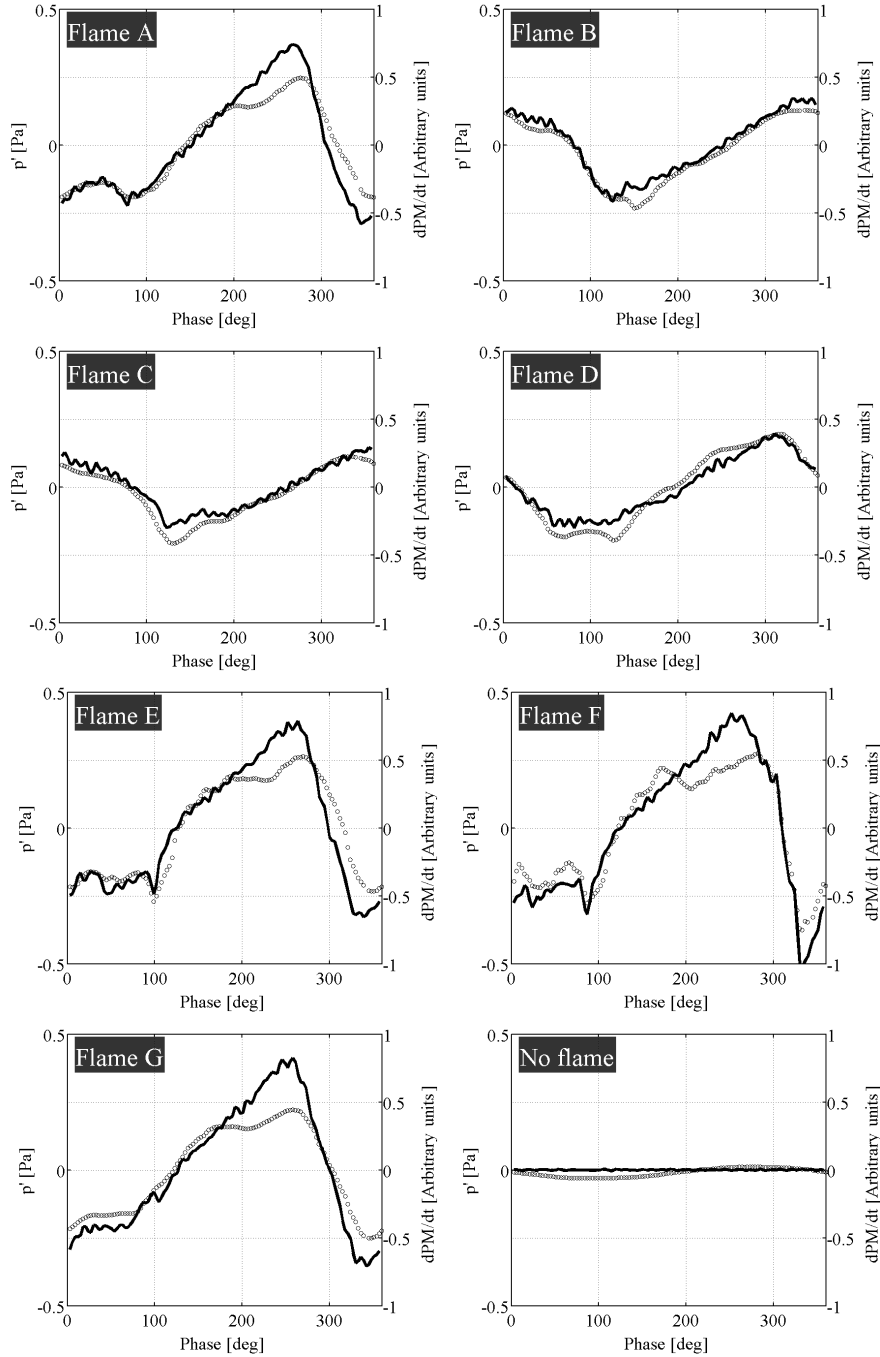 0.5 Flame A 1 0.5 Flame B 1
0.5 0.5
p' [Pa] 0 0 dPM/dt [Arbitrary units] p' [Pa] 0 0 dPM/dt [Arbitrary units]
-0.5 -0.5
-0.5 -1 -0.5 -1
0 100 200 300 0 100 200 300
Phase [deg] Phase [deg]
0.5 Flame C 1 0.5 Flame D 1
0.5 0.5
p' [Pa] 0 0 dPM/dt [Arbitrary units] p' [Pa] 0 0 dPM/dt [Arbitrary units]
-0.5 -0.5
-0.5 -1 -0.5 -1
0 100 200 300 0 100 200 300
Phase [deg] Phase [deg]
0.5 Flame E 1 0.5 Flame F 1
0.5 0.5
p' [Pa] 0 0 dPM/dt [Arbitrary units] p' [Pa] 0 0 dPM/dt [Arbitrary units]
-0.5 -0.5
-0.5 -1 -0.5 -1
0 100 200 300 0 100 200 300
Phase [deg] Phase [deg]
0.5 Flame G 1 0.5 No flame 1
0.5 0.5
p' [Pa] 0 0 dPM/dt [Arbitrary units] p' [Pa] 0 0 dPM/dt [Arbitrary units]
-0.5 -0.5
-0.5 -1 -0.5 -1
0 100 200 300 0 100 200 300
Phase [deg] Phase [deg]